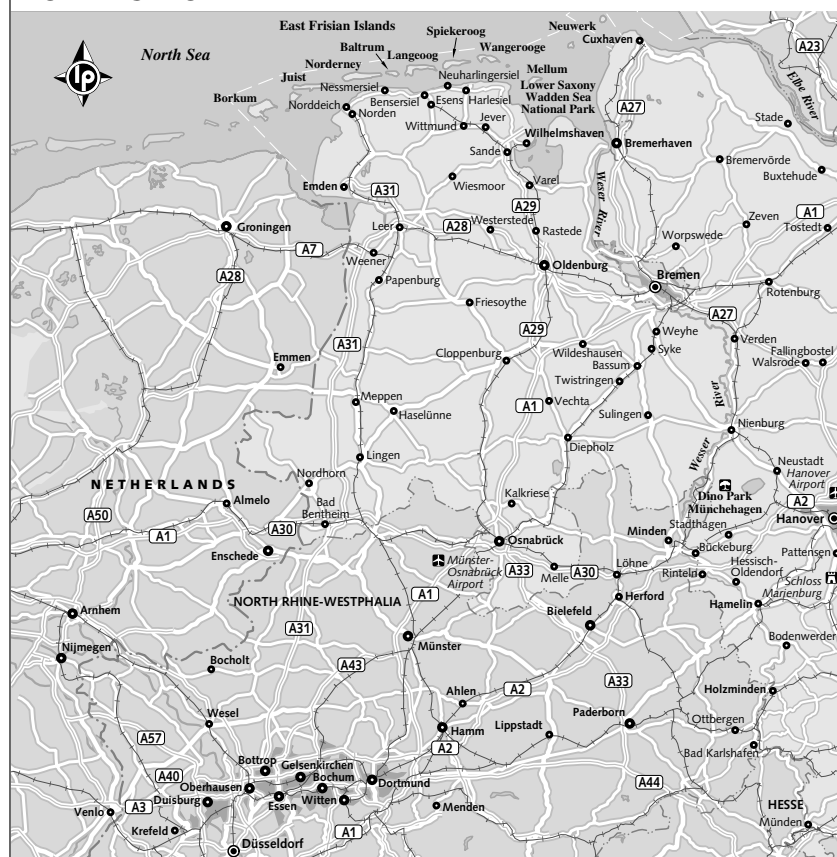 East Frisian Islands
North Sea
Neuwerk
Cuxhaven
A23
Spiekeroog
Baltrum
Langeoog
Wangerooge
Norderney
Juist
Neuharlingersiel
Mellum
Elbe River
Nessmersiel
Lower Saxony
Wadden Sea
National Park
Borkum
Bensersiel
Esens
Harlesiel
A27
Norddeich
Norden
Stade
Wittmund
Jever
Wilhelmshaven
Bremerhaven
Sande
Bremervörde
Buxtehude
Emden
A31
Wiesmoor
Varel
Weser River
A29
Zeven
A1
Groningen
Leer
A28
Westerstede
Rastede
Worpswede
Tostedt
A7
Weener
Oldenburg
Bremen
A28
Papenburg
Rotenburg
Friesoythe
A27
A29
Weyhe
Verden
A31
Wildeshausen
Syke
Fallingbostel
Cloppenburg
Bassum
Walsrode
Emmen
Twistringen
River
Meppen
Haselünne
A1
Vechta
Sulingen
Nienburg
Diepholz
Wesser
Lingen
Neustadt
Hanover
Airport
Nordhorn
NETHERLANDS
Almelo
Kalkriese
Dino Park
Münchehagen
A2
A50
Bad
Bentheim
Hanover
A1
A30
Osnabrück
Minden
Stadthagen
Enschede
Bückeburg
Pattensen
Münster-
Osnabrück
Airport
A33
Melle
A30
Löhne
Rinteln
Hessisch-
Oldendorf
Schloss
Marienburg
A1
Herford
Hamelin
NORTH RHINE-WESTPHALIA
Arnhem
Bielefeld
A31
Münster
Bodenwerder
Nijmegen
Bocholt
A43
A33
Ahlen
A2
Holzminden
Wesel
Paderborn
Hamm
Lippstadt
Ottbergen
A57
A2
Bad Karlshafen
Bottrop
Gelsenkirchen
A40
Oberhausen
Bochum
Dortmund
A44
Duisburg
Essen
Witten
Menden
HESSE
Venlo
A3
Münden
Krefeld
A1
Düsseldorf
lp